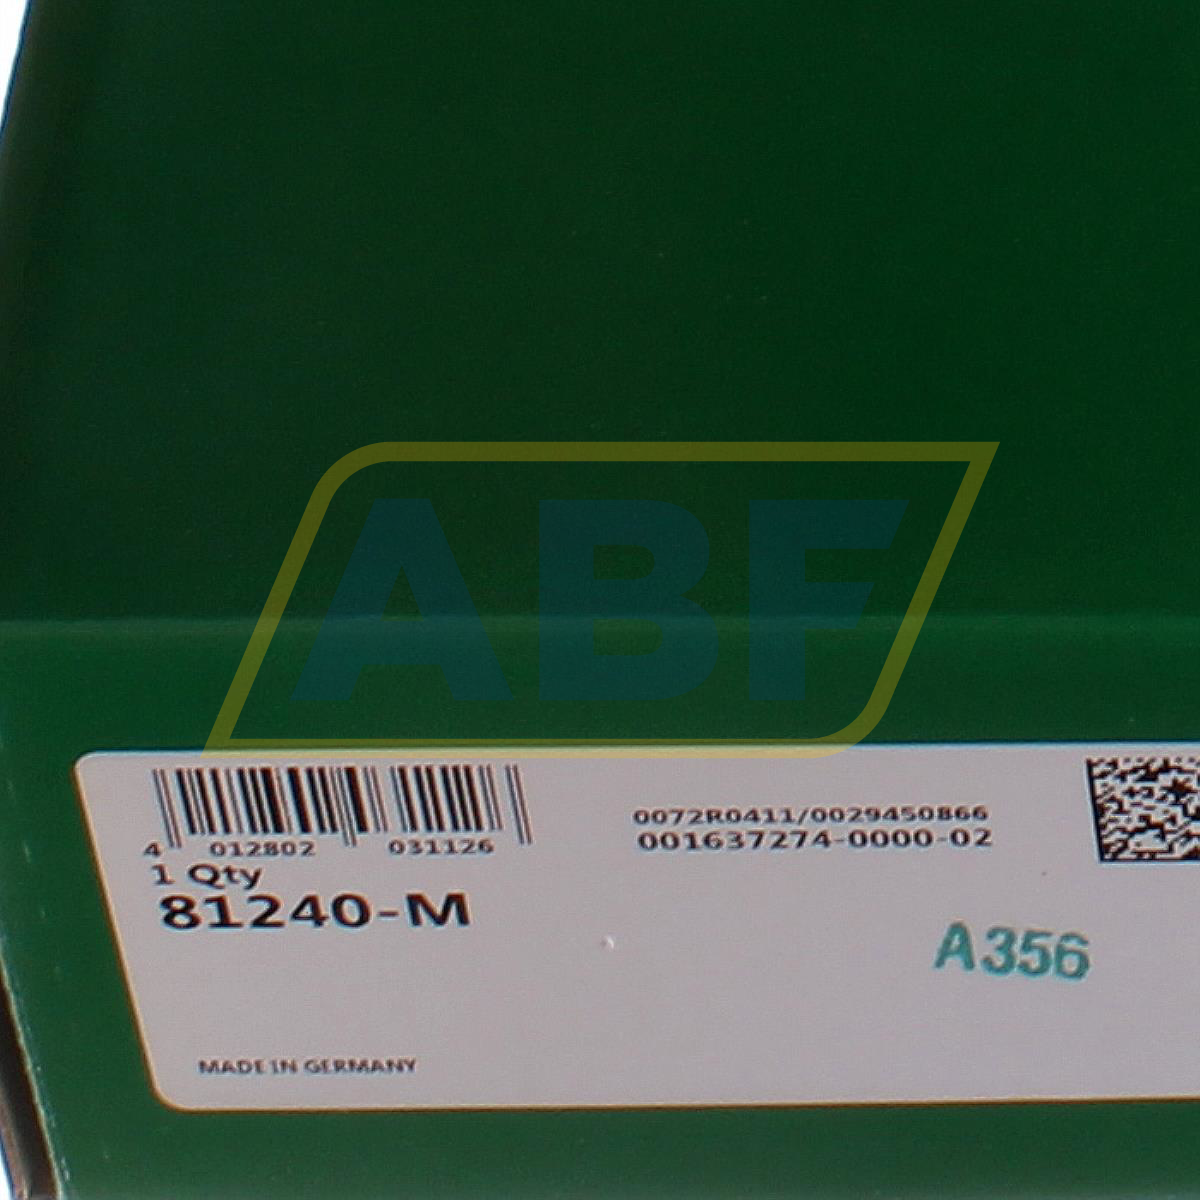 ABF
4 012802 031126
0072R0411/0029450866
001637274-0000-02
1 Qty
81240-M
A356
MADE IN GERMANY